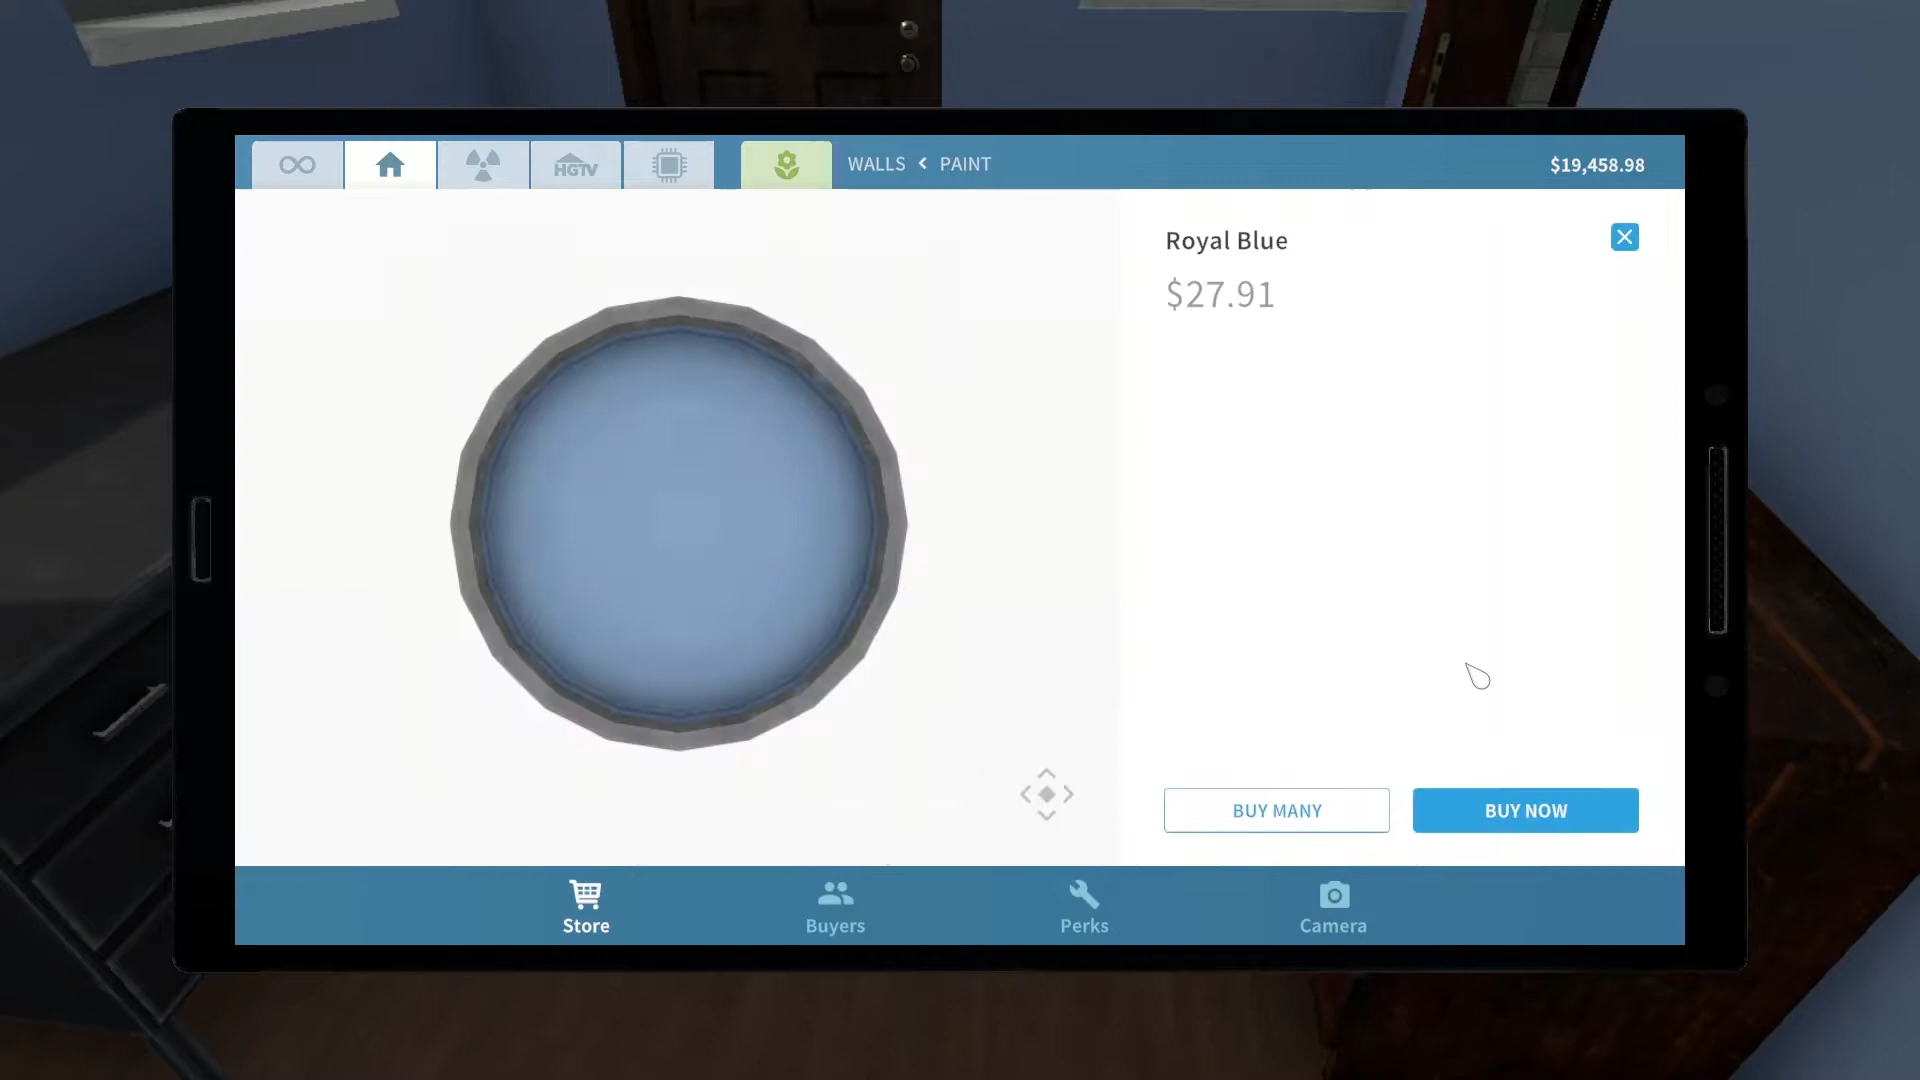 HGTV
WALLS < PAINT
$19,458.98
Royal Blue
$27.91
BUY MANY
BUY NOW
Store
Buyers
Perks
Camera